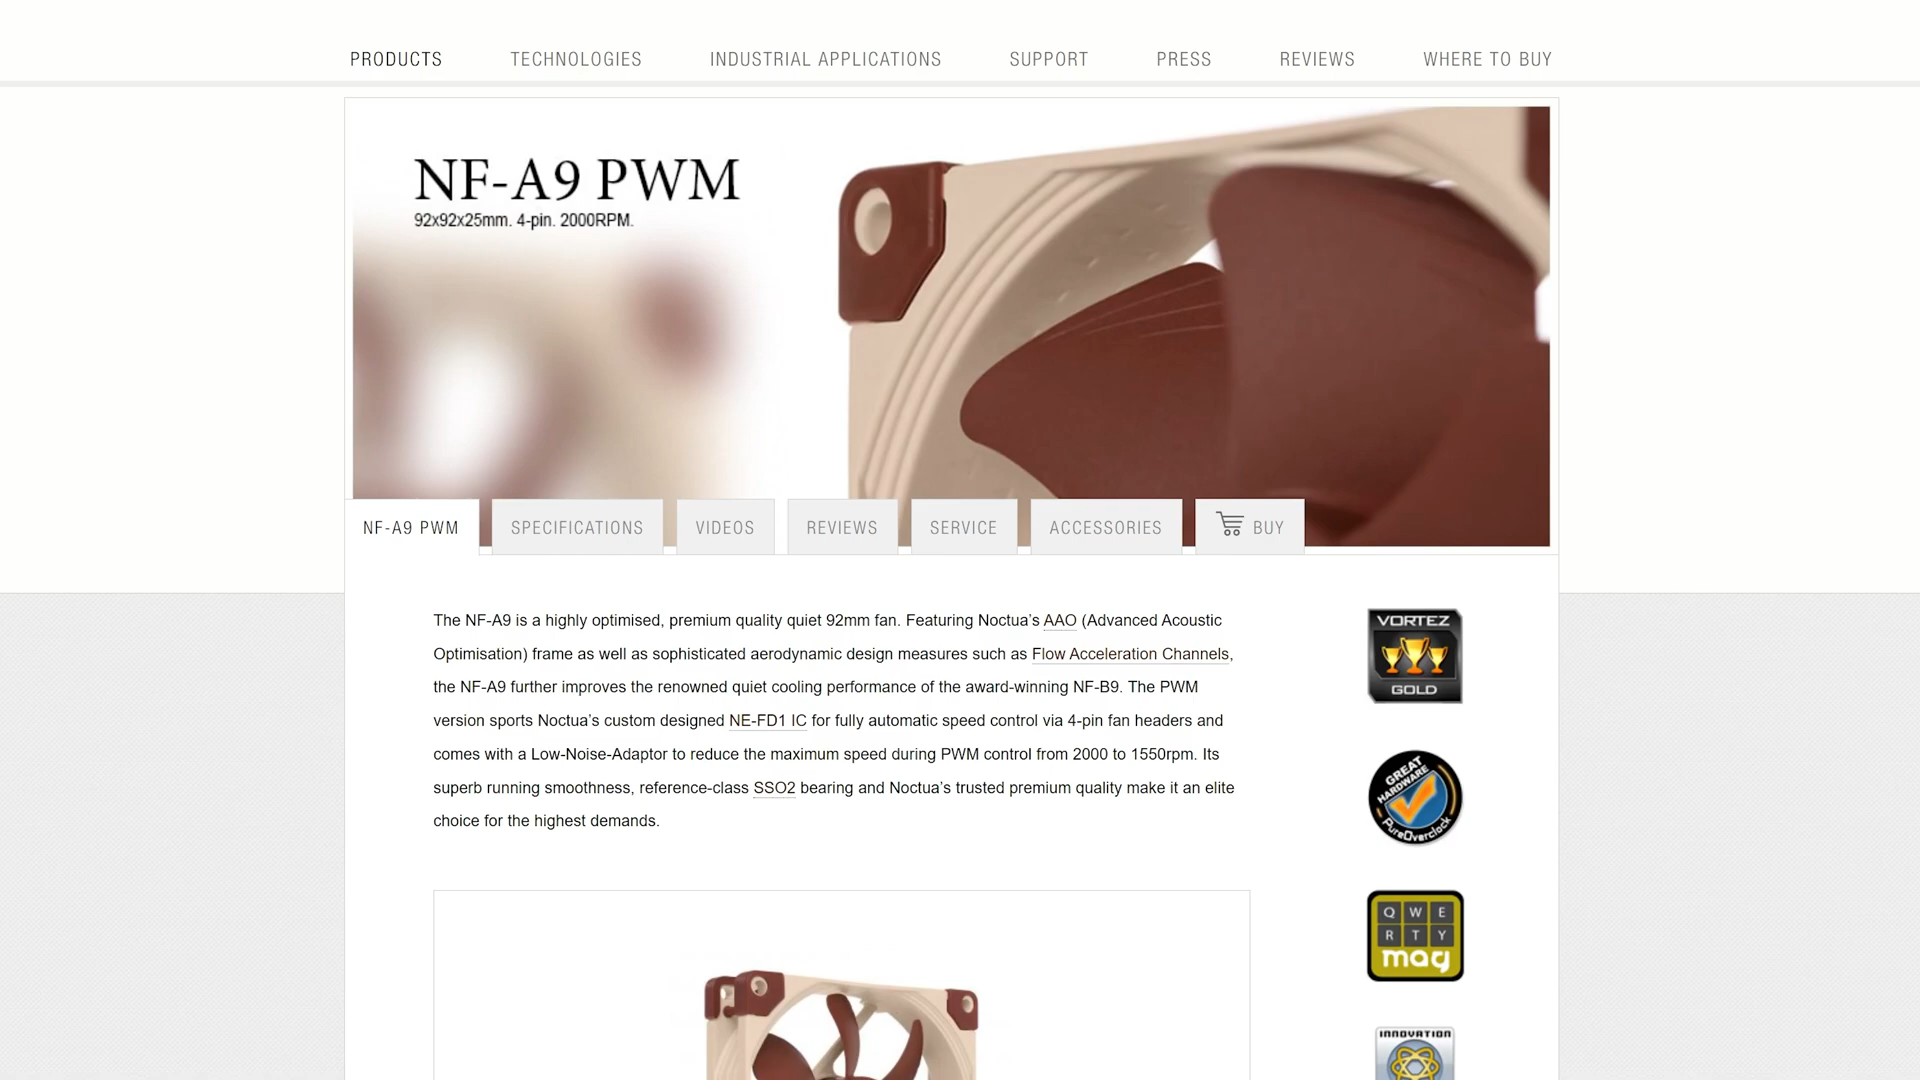 PRODUCTS TECHNOLOGIES INDUSTRIAL APPLICATIONS SUPPORT PRESS REVIEWS WHERE TO BUY
NF-A9 PWM
92x92x25mm. 4-pin. 2000RPM.
NF-A9 PWM SPECIFICATIONS VIDEOS REVIEWS SERVICE ACCESSORIES BUY
The NF-A9 is a highly optimised, premium quality quiet 92mm fan. Featuring Noctua’s AAO (Advanced Acoustic
Optimisation) frame as well as sophisticated aerodynamic design measures such as Flow Acceleration Channels,
the NF-A9 further improves the renowned quiet cooling performance of the award-winning NF-B9. The PWM
version sports Noctua’s custom designed NE-FD1 IC for fully automatic speed control via 4-pin fan headers and
comes with a Low-Noise-Adaptor to reduce the maximum speed during PWM control from 2000 to 1550rpm. Its
superb running smoothness, reference-class SSO2 bearing and Noctua’s trusted premium quality make it an elite
choice for the highest demands.
VORTEZ
GOLD
GREAT
HARDWARE
PureOverclock
Q W E
R T Y
mag
INNOVATION